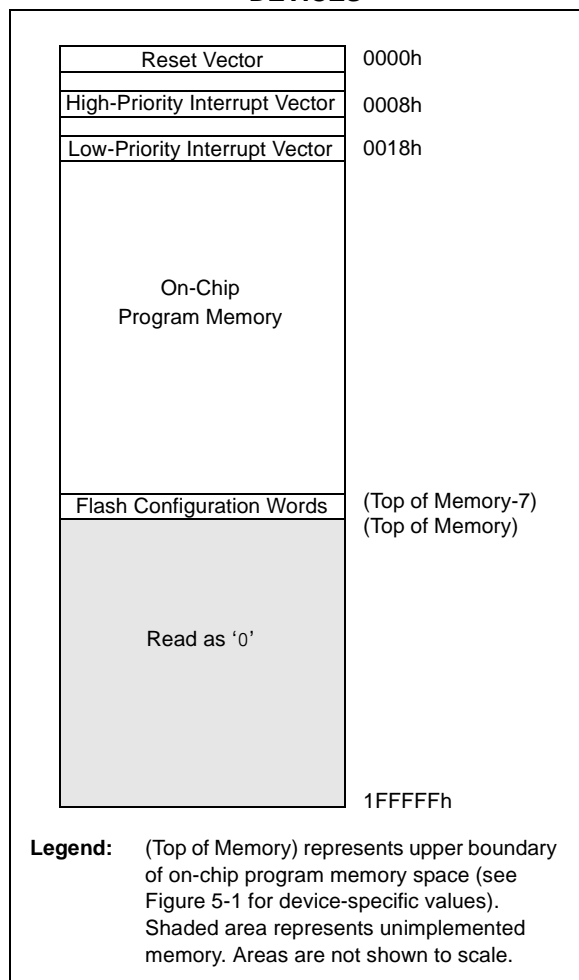 Reset Vector 0000h
High-Priority Interrupt Vector 0008h
Low-Priority Interrupt Vector 0018h
On-Chip
Program Memory
Flash Configuration Words (Top of Memory-7)
(Top of Memory)
Read as ‘0’
1FFFFFh
Legend: (Top of Memory) represents upper boundary
of on-chip program memory space (see
Figure 5-1 for device-specific values).
Shaded area represents unimplemented
memory. Areas are not shown to scale.